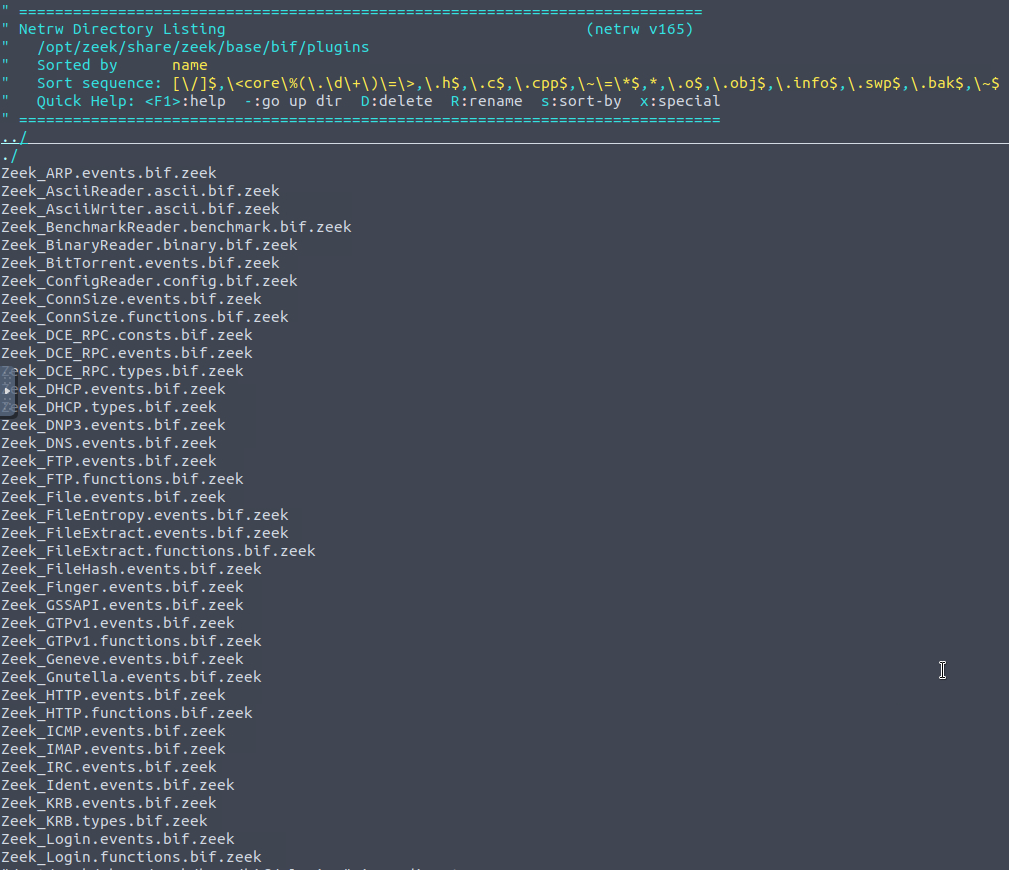 " ============================================================================
" Netrw Directory Listing                                        (netrw v165)
"   /opt/zeek/share/zeek/base/bif/plugins
"   Sorted by      name
"   Sort sequence: [\/]$,\<core\%(\.\d\+\)\=\>,\.h$,\.c$,\.cpp$,\~\=\*$,*,\.o$,\.obj$,\.info$,\.swp$,\.bak$,\~$
"   Quick Help: <F1>:help  -:go up dir  D:delete  R:rename  s:sort-by  x:special
" ==============================================================================
../
./
Zeek_ARP.events.bif.zeek
Zeek_AsciiReader.ascii.bif.zeek
Zeek_AsciiWriter.ascii.bif.zeek
Zeek_BenchmarkReader.benchmark.bif.zeek
Zeek_BinaryReader.binary.bif.zeek
Zeek_BitTorrent.events.bif.zeek
Zeek_ConfigReader.config.bif.zeek
Zeek_ConnSize.events.bif.zeek
Zeek_ConnSize.functions.bif.zeek
Zeek_DCE_RPC.consts.bif.zeek
Zeek_DCE_RPC.events.bif.zeek
Zeek_DCE_RPC.types.bif.zeek
Zeek_DHCP.events.bif.zeek
Zeek_DHCP.types.bif.zeek
Zeek_DNP3.events.bif.zeek
Zeek_DNS.events.bif.zeek
Zeek_FTP.events.bif.zeek
Zeek_FTP.functions.bif.zeek
Zeek_File.events.bif.zeek
Zeek_FileEntropy.events.bif.zeek
Zeek_FileExtract.events.bif.zeek
Zeek_FileExtract.functions.bif.zeek
Zeek_FileHash.events.bif.zeek
Zeek_Finger.events.bif.zeek
Zeek_GSSAPI.events.bif.zeek
Zeek_GTPv1.events.bif.zeek
Zeek_GTPv1.functions.bif.zeek
Zeek_Geneve.events.bif.zeek
Zeek_Gnutella.events.bif.zeek
Zeek_HTTP.events.bif.zeek
Zeek_HTTP.functions.bif.zeek
Zeek_ICMP.events.bif.zeek
Zeek_IMAP.events.bif.zeek
Zeek_IRC.events.bif.zeek
Zeek_Ident.events.bif.zeek
Zeek_KRB.events.bif.zeek
Zeek_KRB.types.bif.zeek
Zeek_Login.events.bif.zeek
Zeek_Login.functions.bif.zeek